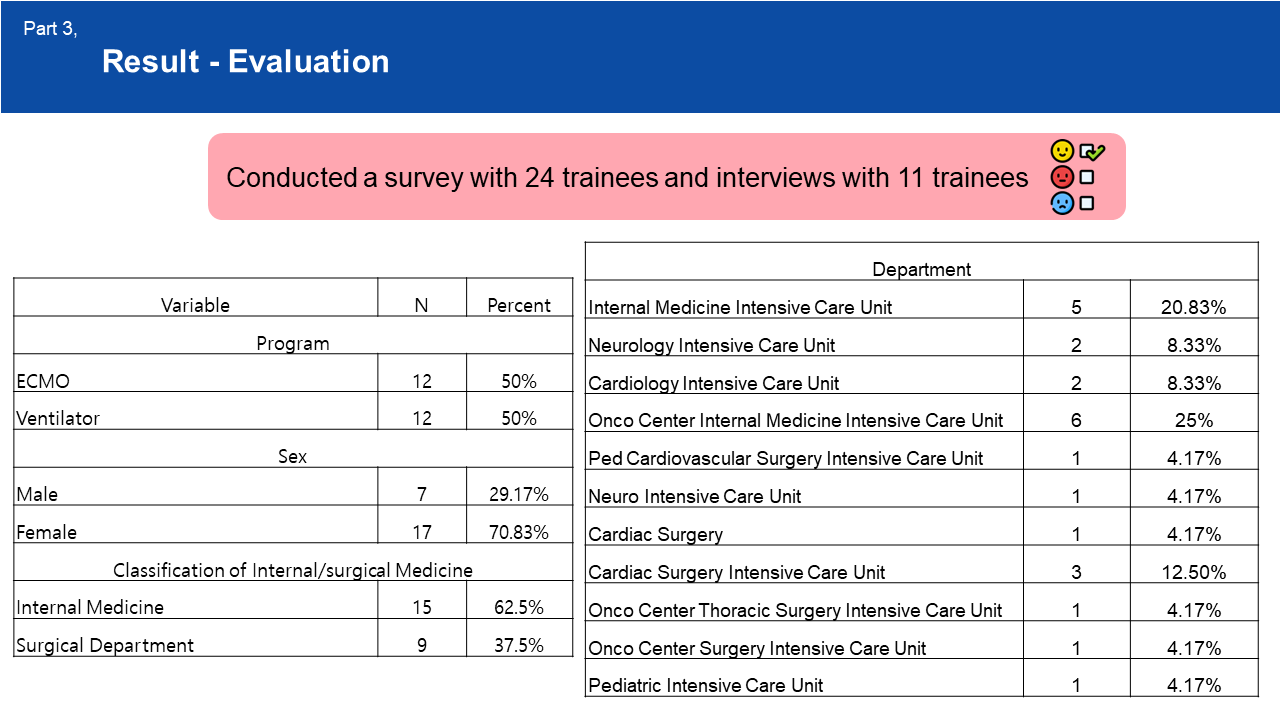 Part 3,
Result - Evaluation
Conducted a survey with 24 trainees and interviews with 11 trainees
Variable N Percent
Program
ECMO 12 50%
Ventilator 12 50%
Sex
Male 7 29.17%
Female 17 70.83%
Classification of Internal/surgical Medicine
Internal Medicine 15 62.5%
Surgical Department 9 37.5%
Department
Internal Medicine Intensive Care Unit 5 20.83%
Neurology Intensive Care Unit 2 8.33%
Cardiology Intensive Care Unit 2 8.33%
Onco Center Internal Medicine Intensive Care Unit 6 25%
Ped Cardiovascular Surgery Intensive Care Unit 1 4.17%
Neuro Intensive Care Unit 1 4.17%
Cardiac Surgery 1 4.17%
Cardiac Surgery Intensive Care Unit 3 12.50%
Onco Center Thoracic Surgery Intensive Care Unit 1 4.17%
Onco Center Surgery Intensive Care Unit 1 4.17%
Pediatric Intensive Care Unit 1 4.17%